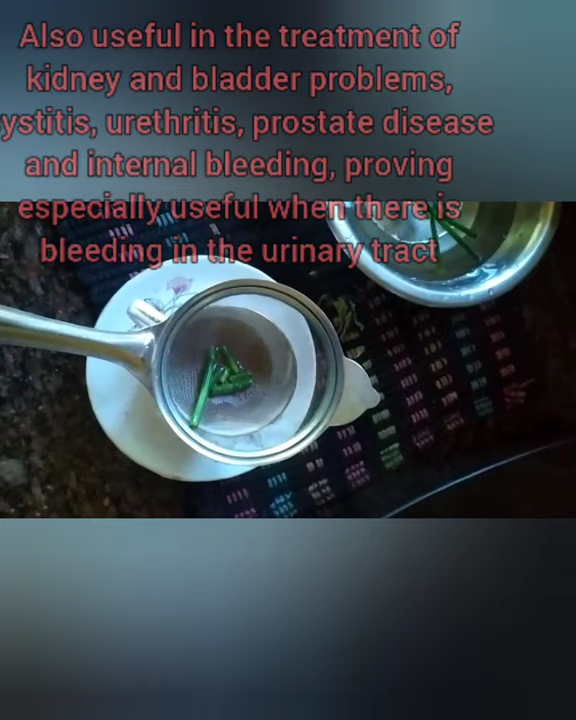 Also useful in the treatment of
kidney and bladder problems,
ystitis, urethritis, prostate disease
and internal bleeding, proving
especially useful when there is
bleeding in the urinary tract